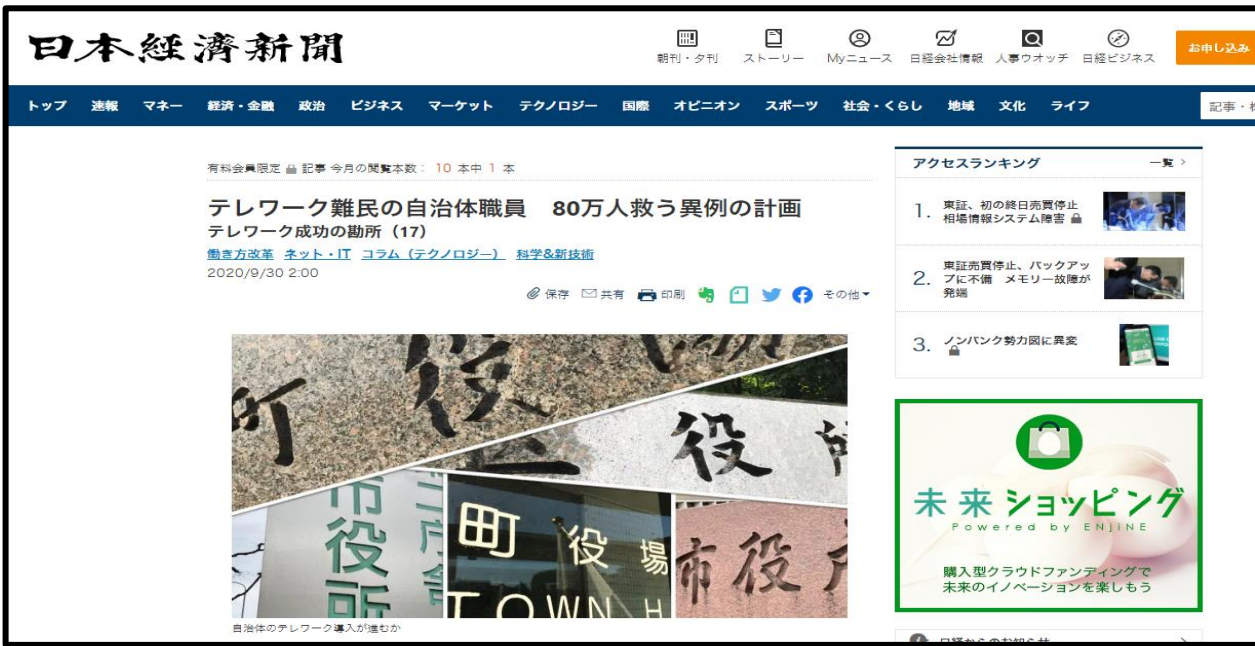 日本経済新聞
朝刊・夕刊
ストーリー
Myニュース
日経会社情報
人事ウオッチ
日経ビジネス
お申し込み
トップ 速報 マネー 経済・金融 政治 ビジネス マーケット テクノロジー 国際 オピニオン スポーツ 社会・くらし 地域 文化 ライフ
記事・株
有料会員限定 記事 今月の閲覧本数： 10 本中 1 本
テレワーク難民の自治体職員 80万人救う異例の計画
テレワーク成功の勘所（17）
働き方改革 ネット・IT コラム（テクノロジー） 科学&新技術
2020/9/30 2:00
保存 共有 印刷 その他▾
町役
役
市役所
町役場
TOWN H
市役
自治体のテレワーク導入が進むか
アクセスランキング 一覧 ›
1. 東証、初の終日売買停止
相場情報システム障害
2. 東証売買停止、バックアッ
プに不備 メモリー故障が
発端
3. ノンバンク勢力図に異変
未来ショッピング
Powered by ENjiNE
購入型クラウドファンディングで
未来のイノベーションを楽しもう
日経からのお知らせ